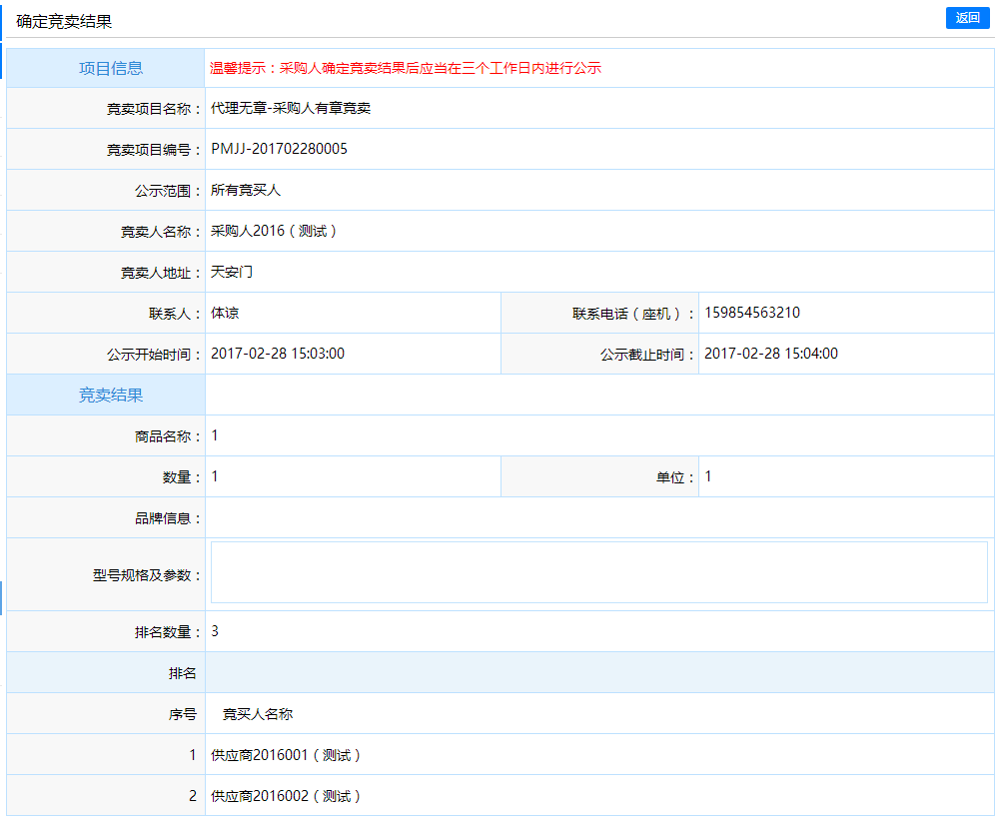 确定竞卖结果
返回
项目信息 温馨提示：采购人确定竞卖结果后应当在三个工作日内进行公示
竞卖项目名称： 代理无章-采购人有章竞卖
竞卖项目编号： PMJJ-201702280005
公示范围： 所有竞买人
竞卖人名称： 采购人2016（测试）
竞卖人地址： 天安门
联系人： 体谅 联系电话（座机）： 159854563210
公示开始时间： 2017-02-28 15:03:00 公示截止时间： 2017-02-28 15:04:00
竞卖结果
商品名称： 1
数量： 1 单位： 1
品牌信息：
型号规格及参数：
排名数量： 3
排名
序号 竞买人名称
1 供应商2016001（测试）
2 供应商2016002（测试）